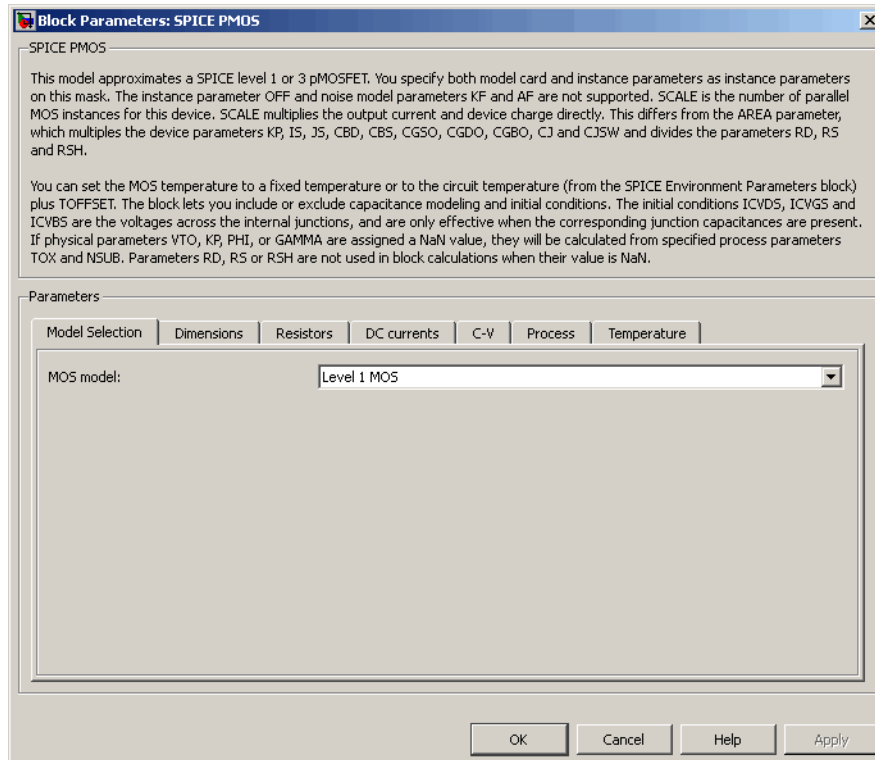 Block Parameters: SPICE PMOS
SPICE PMOS
This model approximates a SPICE level 1 or 3 pMOSFET. You specify both model card and instance parameters as instance parameters
on this mask. The instance parameter OFF and noise model parameters KF and AF are not supported. SCALE is the number of parallel
MOS instances for this device. SCALE multiplies the output current and device charge directly. This differs from the AREA parameter,
which multiples the device parameters KP, IS, JS, CBD, CBS, CGSO, CGDO, CGBO, CJ and CJSW and divides the parameters RD, RS
and RSH.
You can set the MOS temperature to a fixed temperature or to the circuit temperature (from the SPICE Environment Parameters block)
plus TOFFSET. The block lets you include or exclude capacitance modeling and initial conditions. The initial conditions ICVDS, ICVGS and
ICVBS are the voltages across the internal junctions, and are only effective when the corresponding junction capacitances are present.
If physical parameters VTO, KP, PHI, or GAMMA are assigned a NaN value, they will be calculated from specified process parameters
TOX and NSUB. Parameters RD, RS or RSH are not used in block calculations when their value is NaN.
Parameters
Model Selection Dimensions Resistors DC currents C-V Process Temperature
MOS model: Level 1 MOS
OK Cancel Help Apply